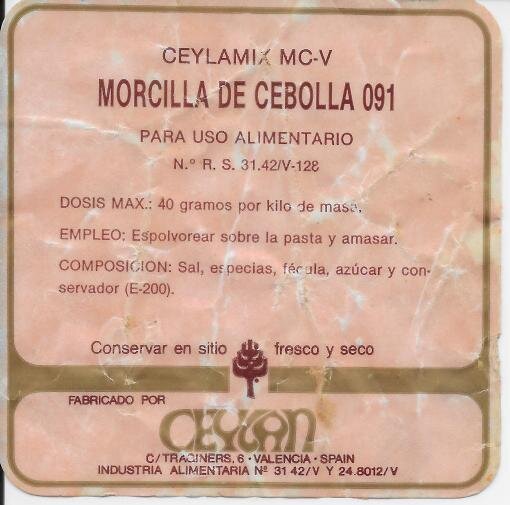 CEYLAMIX MC-V
MORCILLA DE CEBOLLA 091
PARA USO ALIMENTARIO
N.º R. S. 31.42/V-128
DOSIS MAX.: 40 gramos por kilo de masa.
EMPLEO: Espolvorear sobre la pasta y amasar.
COMPOSICION: Sal, especias, fécula, azúcar y con-
servador (E-200).
Conservar en sitio fresco y seco
FABRICADO POR
CEYLAN
C/TRAGINERS, 6 · VALENCIA · SPAIN
INDUSTRIA ALIMENTARIA Nº 31 42/V Y 24.8012/V